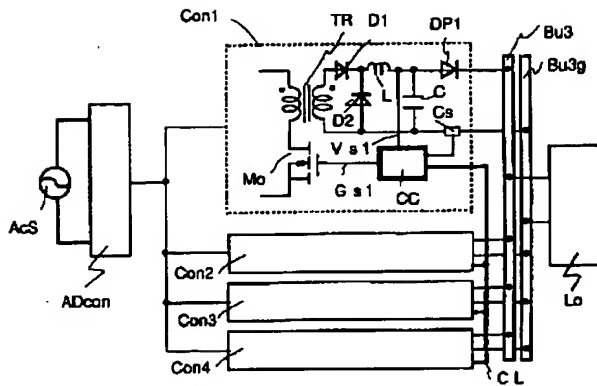 Con1
TR
D1
DP1
Bu3
Bu3g
L
C
D2
Cs
V s 1
Mo
G s 1
CC
AcS
ADcon
Con2
Con3
Con4
Lo
C L